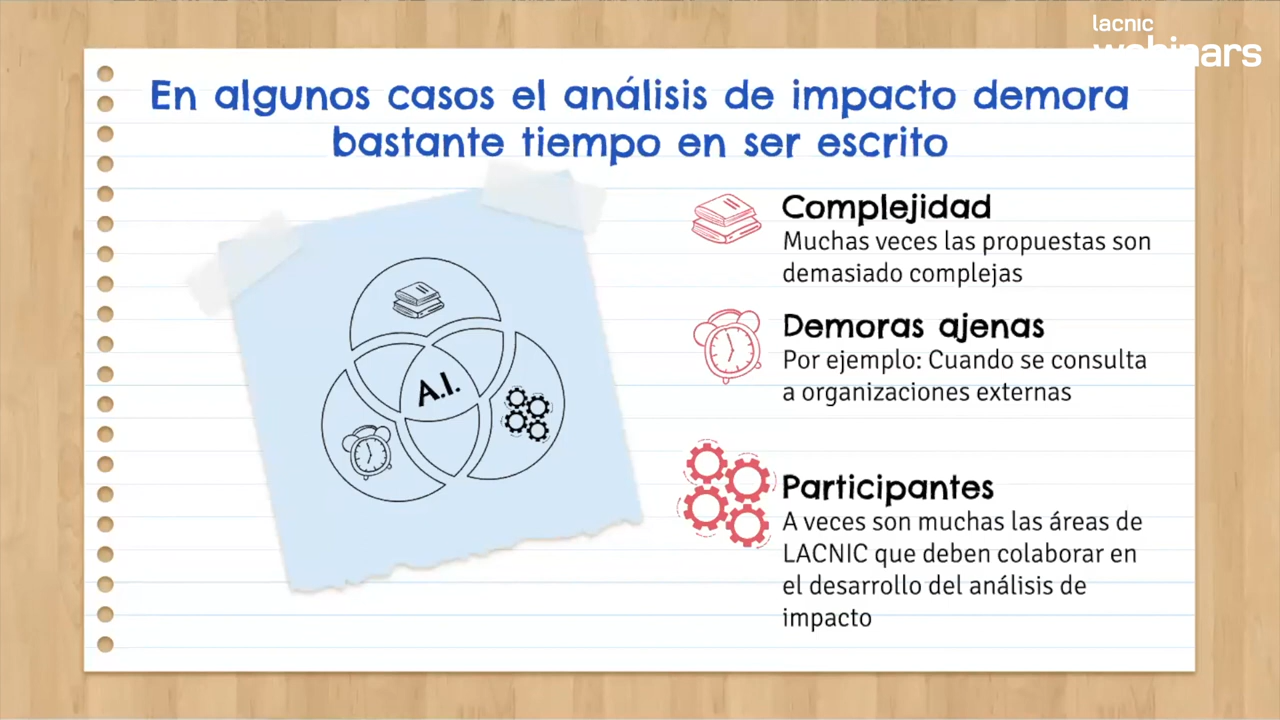 lacnic
webinars
En algunos casos el análisis de impacto demora
bastante tiempo en ser escrito
A.I.
Complejidad
Muchas veces las propuestas son
demasiado complejas
Demoras ajenas
Por ejemplo: Cuando se consulta
a organizaciones externas
Participantes
A veces son muchas las áreas de
LACNIC que deben colaborar en
el desarrollo del análisis de
impacto